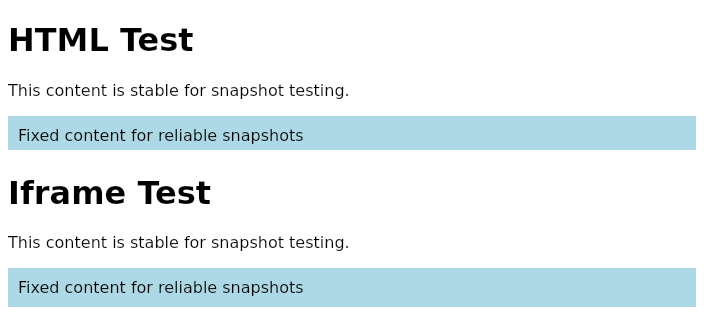 HTML Test
This content is stable for snapshot testing.
Fixed content for reliable snapshots
Iframe Test
This content is stable for snapshot testing.
Fixed content for reliable snapshots